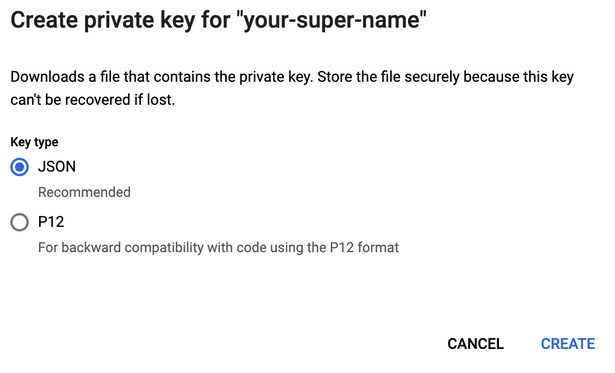 Create private key for "your-super-name"
Downloads a file that contains the private key. Store the file securely because this key
can't be recovered if lost.
Key type
JSON
Recommended
P12
For backward compatibility with code using the P12 format
CANCEL CREATE